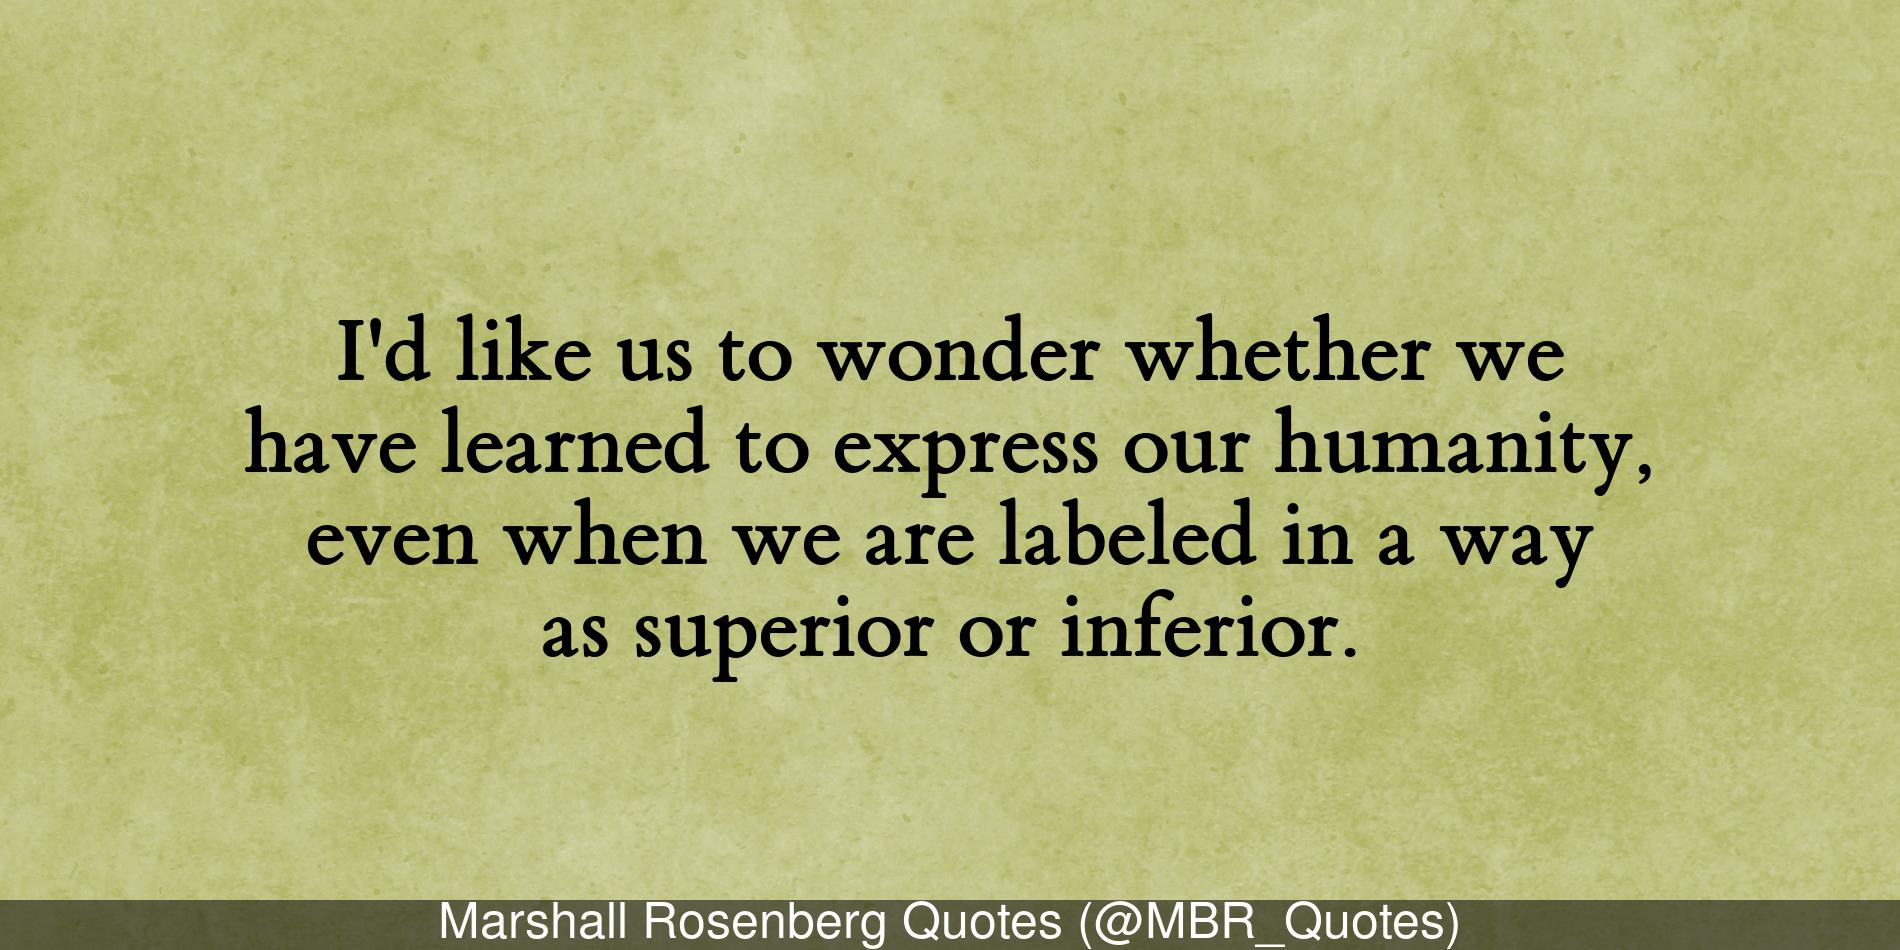 I'd like us to wonder whether we
have learned to express our humanity,
even when we are labeled in a way
as superior or inferior.
Marshall Rosenberg Quotes (@MBR_Quotes)